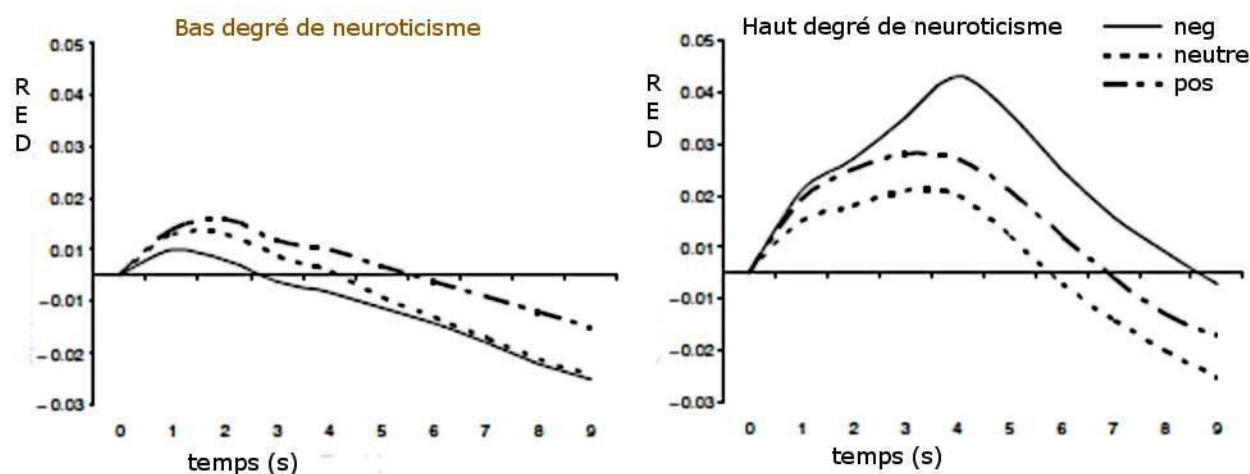 Bas degré de neuroticisme
0.05
0.04
0.03
0.02
0.01
−0.01
−0.02
−0.03
R
E
D
0 1 2 3 4 5 6 7 8 9
temps (s)
Haut degré de neuroticisme
0.05
0.04
0.03
0.02
0.01
−0.01
−0.02
−0.03
R
E
D
0 1 2 3 4 5 6 7 8 9
temps (s)
neg
neutre
pos